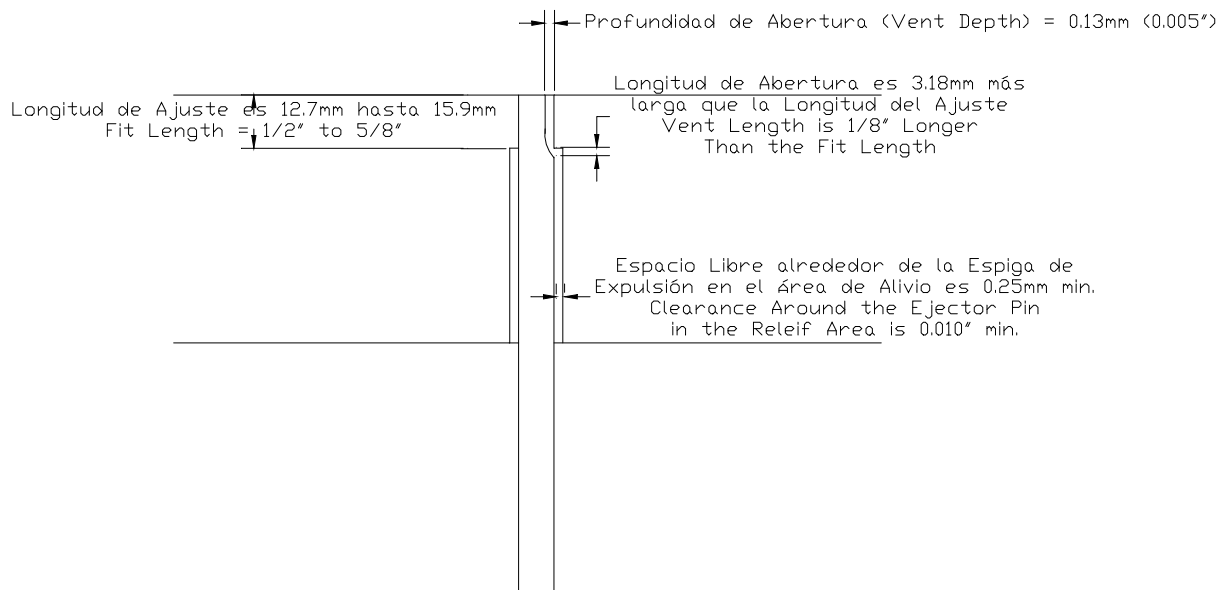 Profundidad de Abertura (Vent Depth) = 0.13mm (0.005")
Longitud de Abertura es 3.18mm más
larga que la Longitud del Ajuste
Vent Length is 1/8" Longer
Than the Fit Length
Longitud de Ajuste es 12.7mm hasta 15.9mm
Fit Length = 1/2" to 5/8"
Espacio Libre alrededor de la Espiga de
Expulsión en el área de Alivio es 0.25mm min.
Clearance Around the Ejector Pin
in the Releif Area is 0.010" min.